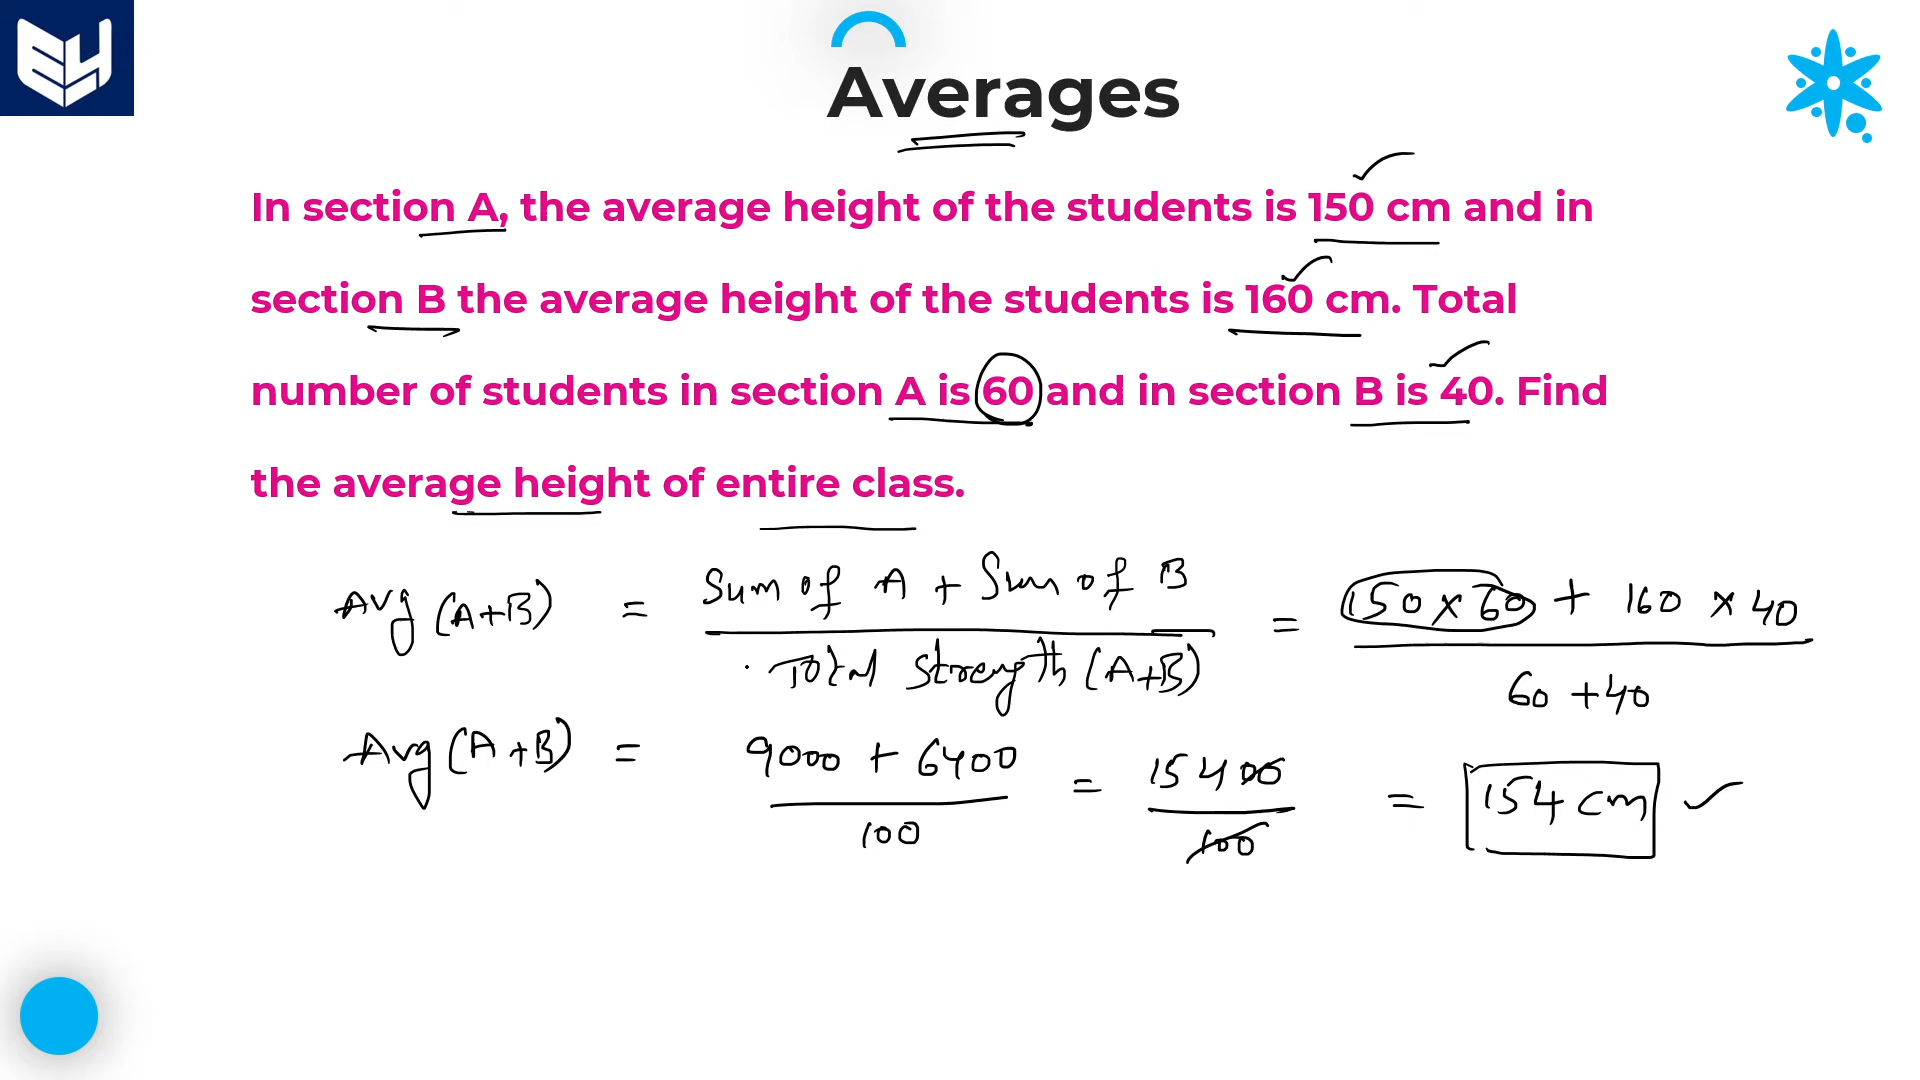 EY
Averages
In section A, the average height of the students is 150 cm and in
section B the average height of the students is 160 cm. Total
number of students in section A is 60 and in section B is 40. Find
the average height of entire class.
Avg (A+B) = Sum of A + Sum of B / Total Strength (A+B) = 150 x 60 + 160 x 40 / 60 + 40
Avg (A+B) = 9000 + 6400 / 100 = 15400 / 100 = 154 cm